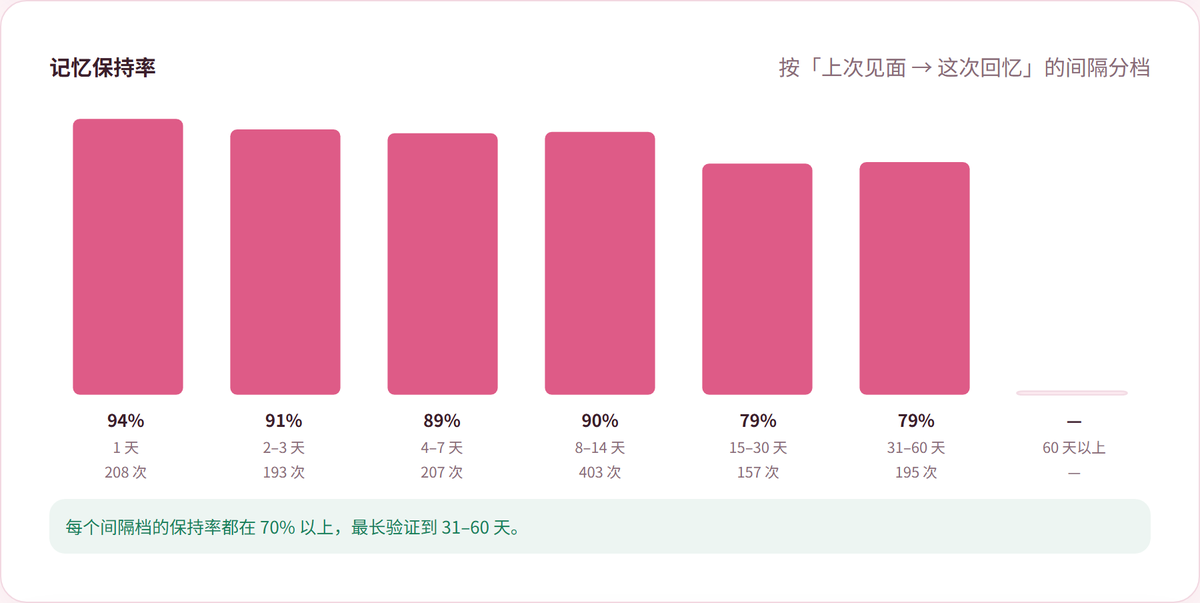 记忆保持率
按「上次见面 → 这次回忆」的间隔分档
94% 91% 89% 90% 79% 79% —
1 天 2–3 天 4–7 天 8–14 天 15–30 天 31–60 天 60 天以上
208 次 193 次 207 次 403 次 157 次 195 次 —
每个间隔档的保持率都在 70% 以上，最长验证到 31–60 天。